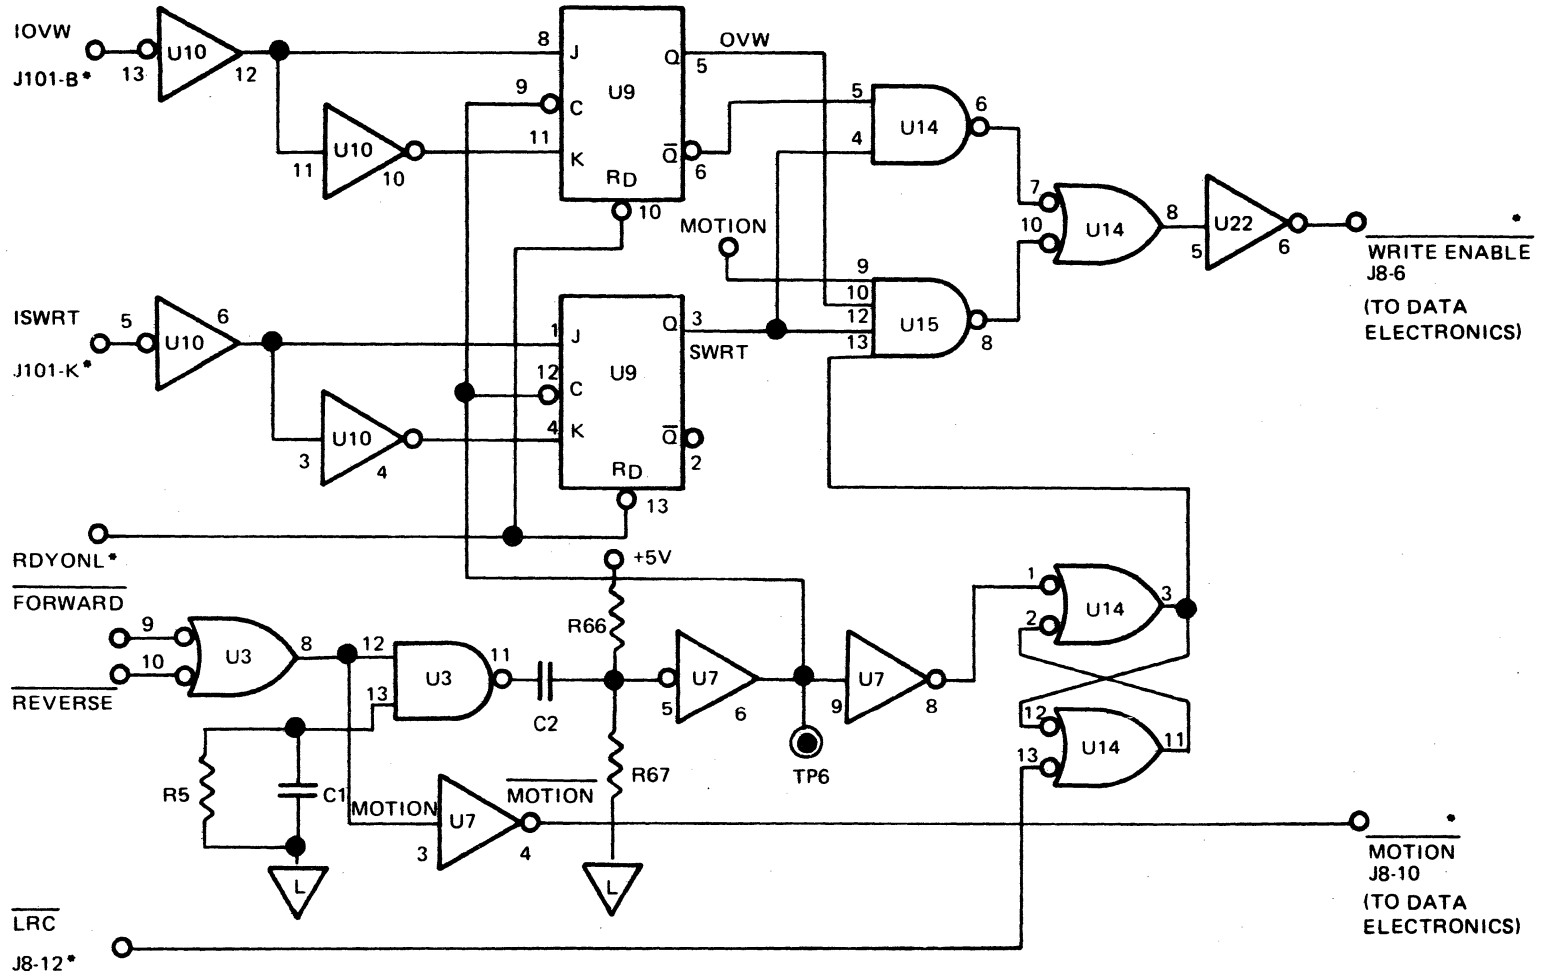 IOVW
J101-B*
13
U10
12
11
U10
10
8
J
9
C
11
K
U9
Q
5
OVW
Q̅
6
RD
10
5
4
U14
6
MOTION
9
10
12
13
U15
8
7
10
U14
8
5
U22
6
*
WRITE ENABLE
J8-6
(TO DATA
ELECTRONICS)
ISWRT
J101-K*
5
U10
6
3
U10
4
1
J
12
C
4
K
U9
Q
3
SWRT
Q̅
2
RD
13
RDYONL*
FORWARD
9
10
REVERSE
U3
8
12
13
U3
11
C2
+5V
R66
R67
L
5
U7
6
TP6
9
U7
8
1
2
U14
3
12
13
U14
11
R5
C1
L
MOTION
3
U7
4
MOTION
*
MOTION
J8-10
(TO DATA
ELECTRONICS)
LRC
J8-12*